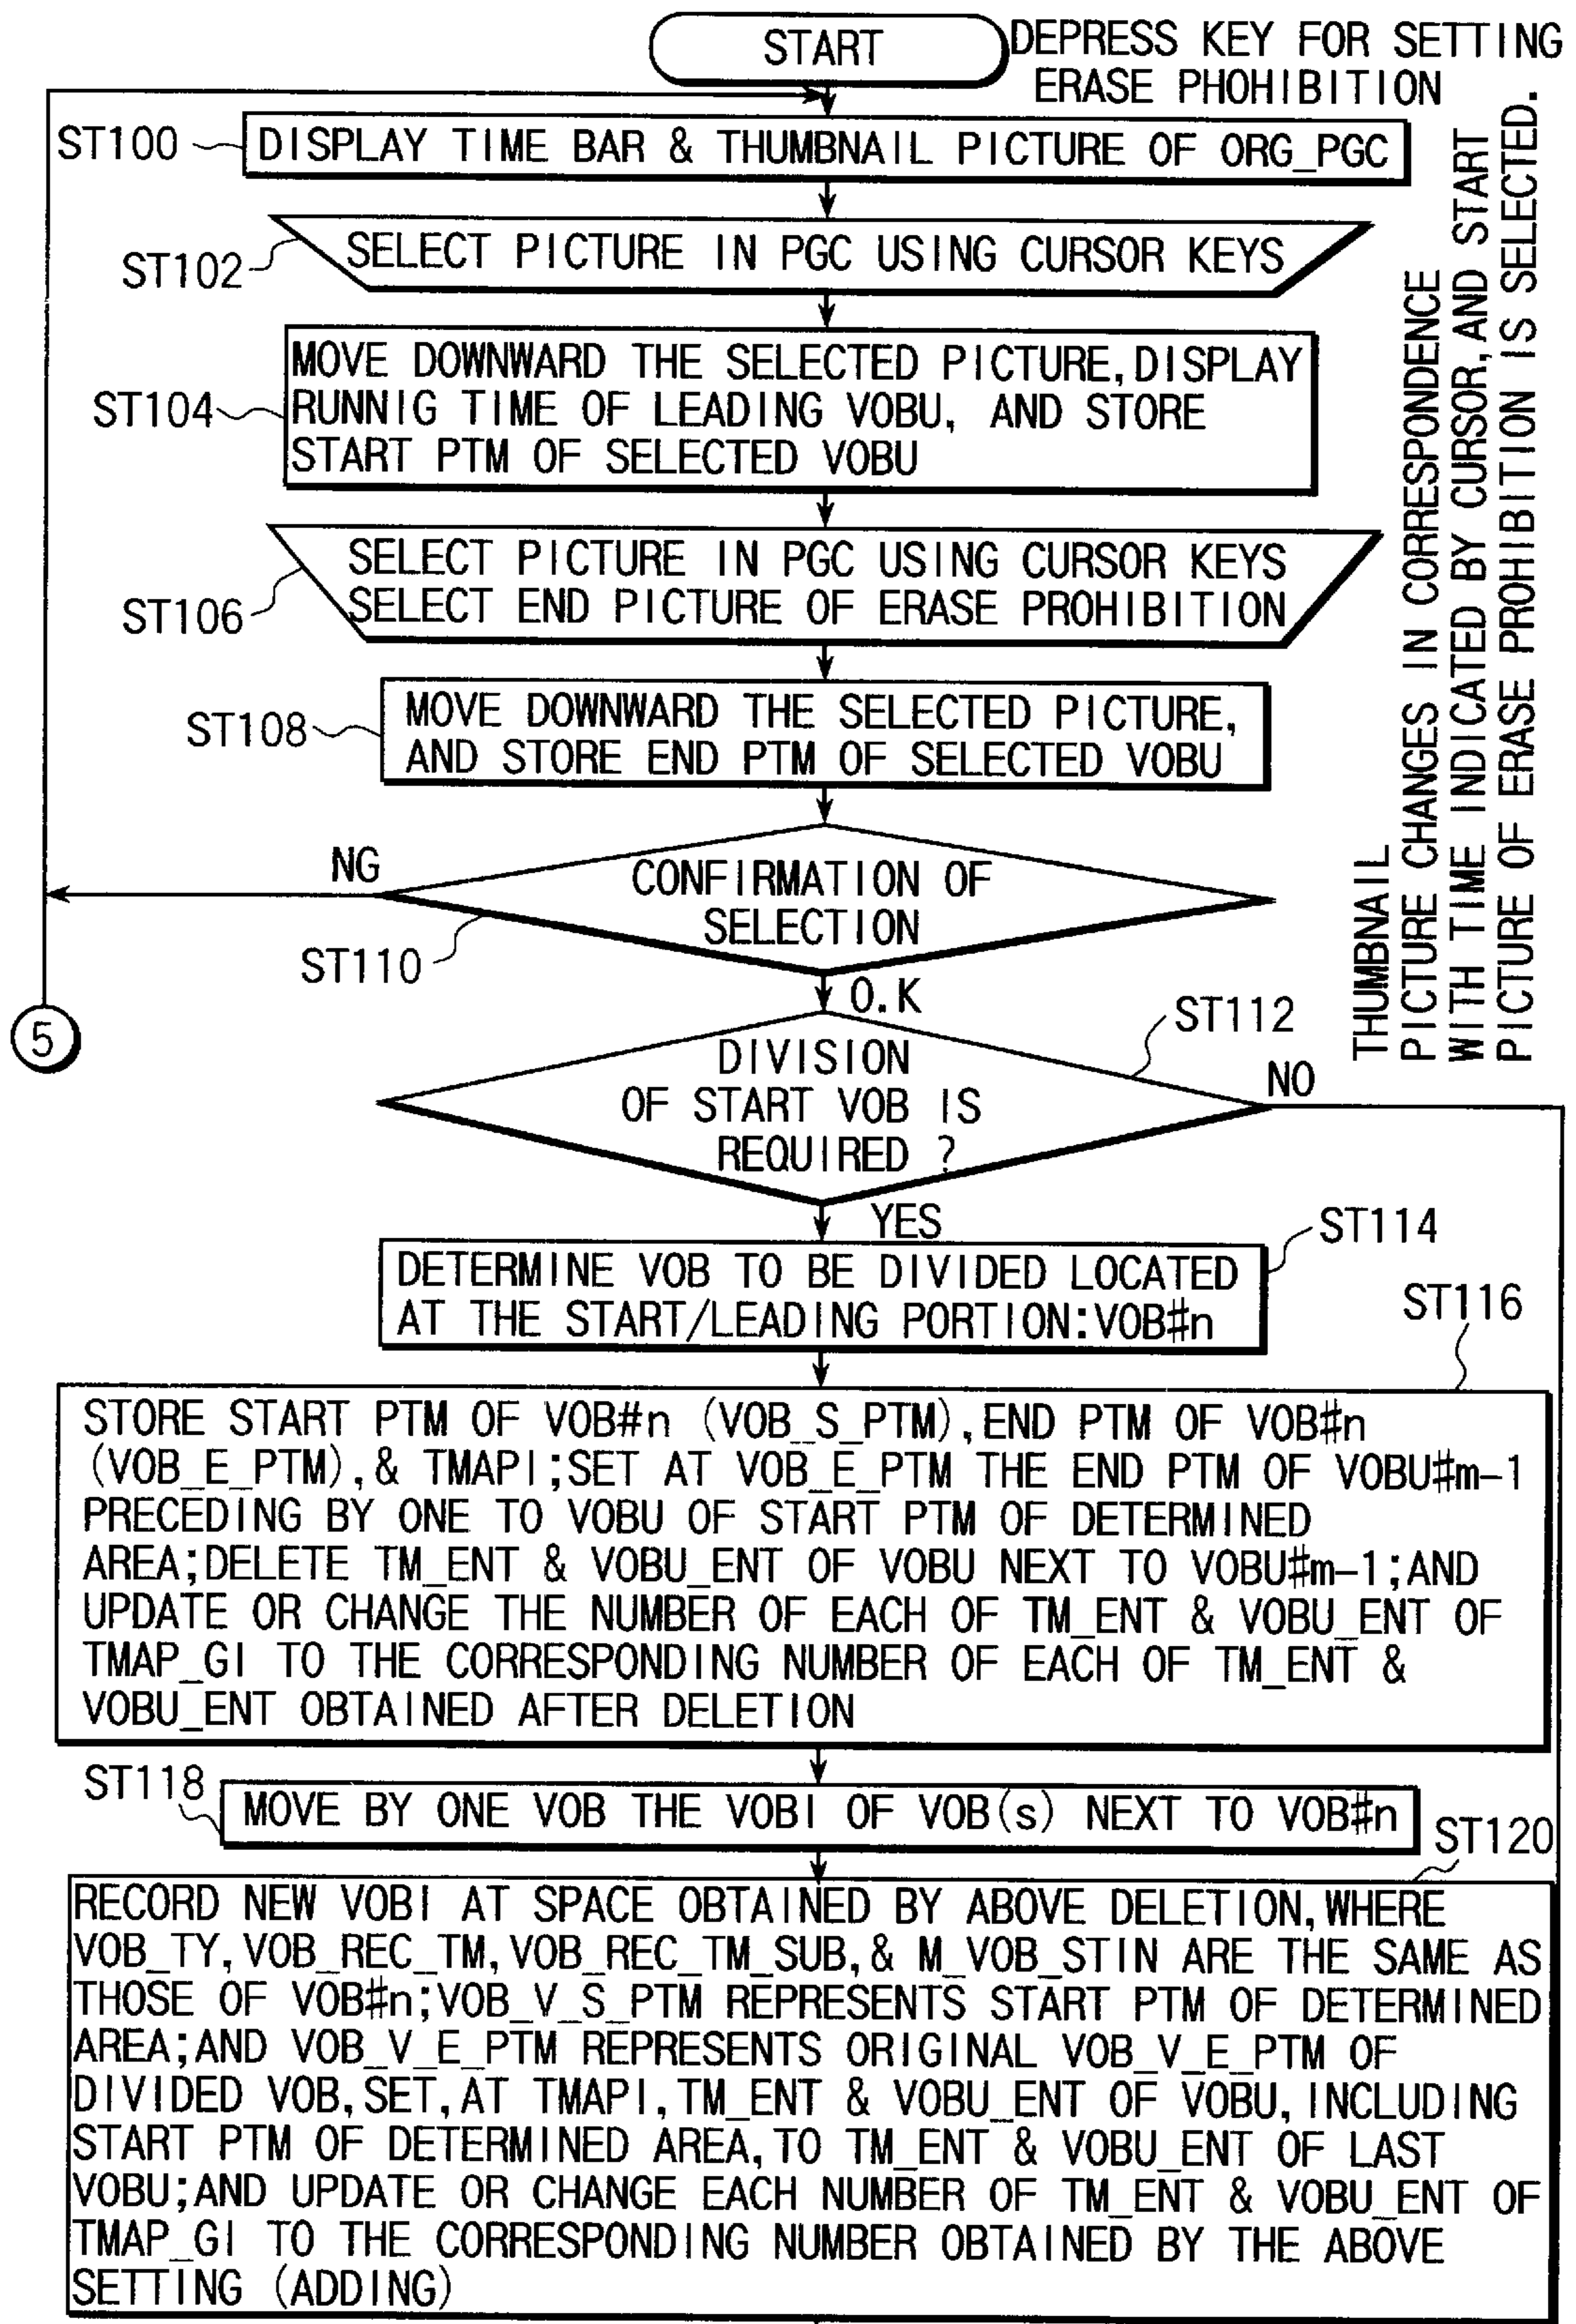 START
DEPRESS KEY FOR SETTING
ERASE PHOHIBITION
ST100
DISPLAY TIME BAR & THUMBNAIL PICTURE OF ORG_PGC
ST102
SELECT PICTURE IN PGC USING CURSOR KEYS
ST104
MOVE DOWNWARD THE SELECTED PICTURE, DISPLAY
RUNNIG TIME OF LEADING VOBU, AND STORE
START PTM OF SELECTED VOBU
ST106
SELECT PICTURE IN PGC USING CURSOR KEYS
SELECT END PICTURE OF ERASE PROHIBITION
ST108
MOVE DOWNWARD THE SELECTED PICTURE,
AND STORE END PTM OF SELECTED VOBU
THUMBNAIL
PICTURE CHANGES IN CORRESPONDENCE
WITH TIME INDICATED BY CURSOR, AND START
PICTURE OF ERASE PROHIBITION IS SELECTED.
NG
CONFIRMATION OF
SELECTION
ST110
O.K
5
ST112
DIVISION
OF START VOB IS
REQUIRED ?
NO
YES
ST114
DETERMINE VOB TO BE DIVIDED LOCATED
AT THE START/LEADING PORTION:VOB#n
ST116
STORE START PTM OF VOB#n (VOB_S_PTM), END PTM OF VOB#n
(VOB_E_PTM), & TMAPI;SET AT VOB_E_PTM THE END PTM OF VOBU#m-1
PRECEDING BY ONE TO VOBU OF START PTM OF DETERMINED
AREA;DELETE TM_ENT & VOBU_ENT OF VOBU NEXT TO VOBU#m-1;AND
UPDATE OR CHANGE THE NUMBER OF EACH OF TM_ENT & VOBU_ENT OF
TMAP_GI TO THE CORRESPONDING NUMBER OF EACH OF TM_ENT &
VOBU_ENT OBTAINED AFTER DELETION
ST118
MOVE BY ONE VOB THE VOBI OF VOB(s) NEXT TO VOB#n
ST120
RECORD NEW VOBI AT SPACE OBTAINED BY ABOVE DELETION, WHERE
VOB_TY, VOB_REC_TM, VOB_REC_TM_SUB, & M_VOB_STIN ARE THE SAME AS
THOSE OF VOB#n;VOB_V_S_PTM REPRESENTS START PTM OF DETERMINED
AREA;AND VOB_V_E_PTM REPRESENTS ORIGINAL VOB_V_E_PTM OF
DIVIDED VOB, SET, AT TMAPI, TM_ENT & VOBU_ENT OF VOBU, INCLUDING
START PTM OF DETERMINED AREA, TO TM_ENT & VOBU_ENT OF LAST
VOBU;AND UPDATE OR CHANGE EACH NUMBER OF TM_ENT & VOBU_ENT OF
TMAP_GI TO THE CORRESPONDING NUMBER OBTAINED BY THE ABOVE
SETTING (ADDING)